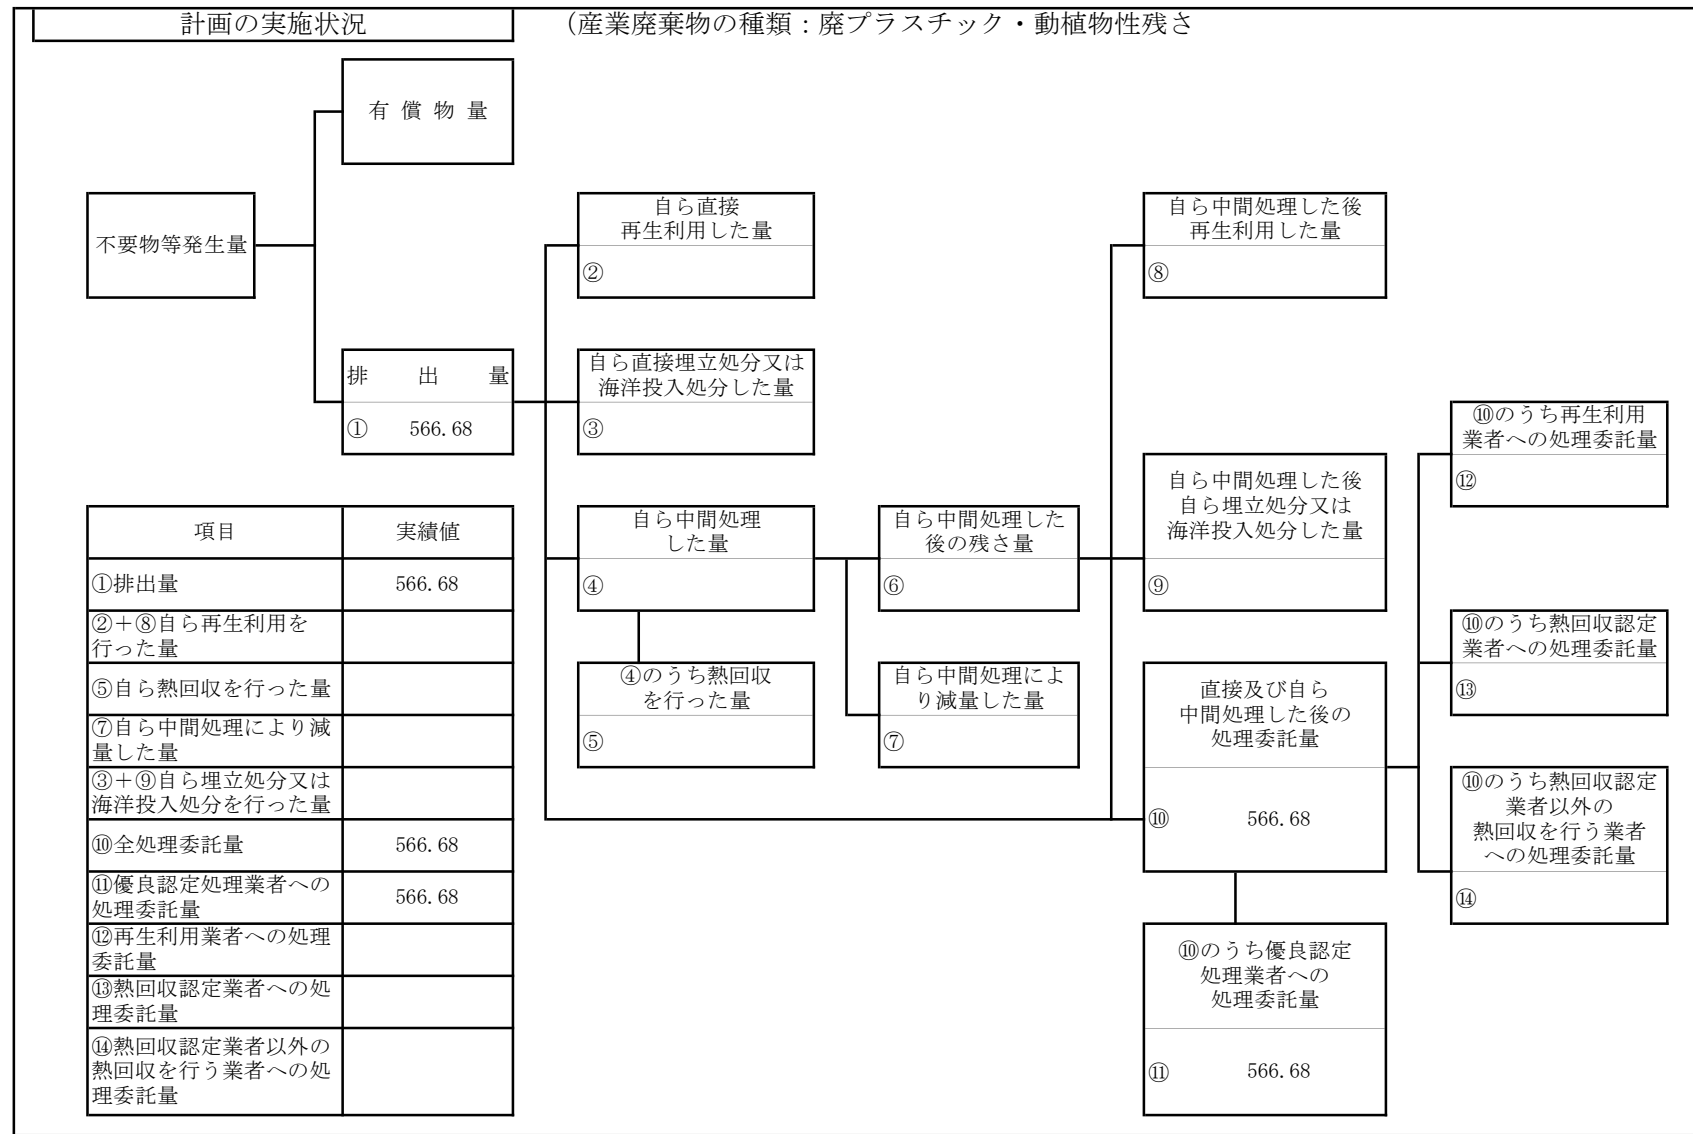 計画の実施状況
（産業廃棄物の種類：廃プラスチック・動植物性残さ
有 償 物 量
不要物等発生量
自ら直接
再生利用した量
②
自ら中間処理した後
再生利用した量
⑧
排 出 量
① 566.68
自ら直接埋立処分又は
海洋投入処分した量
③
⑩のうち再生利用
業者への処理委託量
⑫
自ら中間処理した後
自ら埋立処分又は
海洋投入処分した量
⑨
自ら中間処理
した量
④
自ら中間処理した
後の残さ量
⑥
④のうち熱回収
を行った量
⑤
自ら中間処理によ
り減量した量
⑦
直接及び自ら
中間処理した後の
処理委託量
⑩ 566.68
⑩のうち熱回収認定
業者への処理委託量
⑬
⑩のうち熱回収認定
業者以外の
熱回収を行う業者
への処理委託量
⑭
⑩のうち優良認定
処理業者への
処理委託量
⑪ 566.68
項目 実績値
①排出量 566.68
②＋⑧自ら再生利用を
行った量
⑤自ら熱回収を行った量
⑦自ら中間処理により減
量した量
③＋⑨自ら埋立処分又は
海洋投入処分を行った量
⑩全処理委託量 566.68
⑪優良認定処理業者への
処理委託量 566.68
⑫再生利用業者への処理
委託量
⑬熱回収認定業者への処
理委託量
⑭熱回収認定業者以外の
熱回収を行う業者への処
理委託量